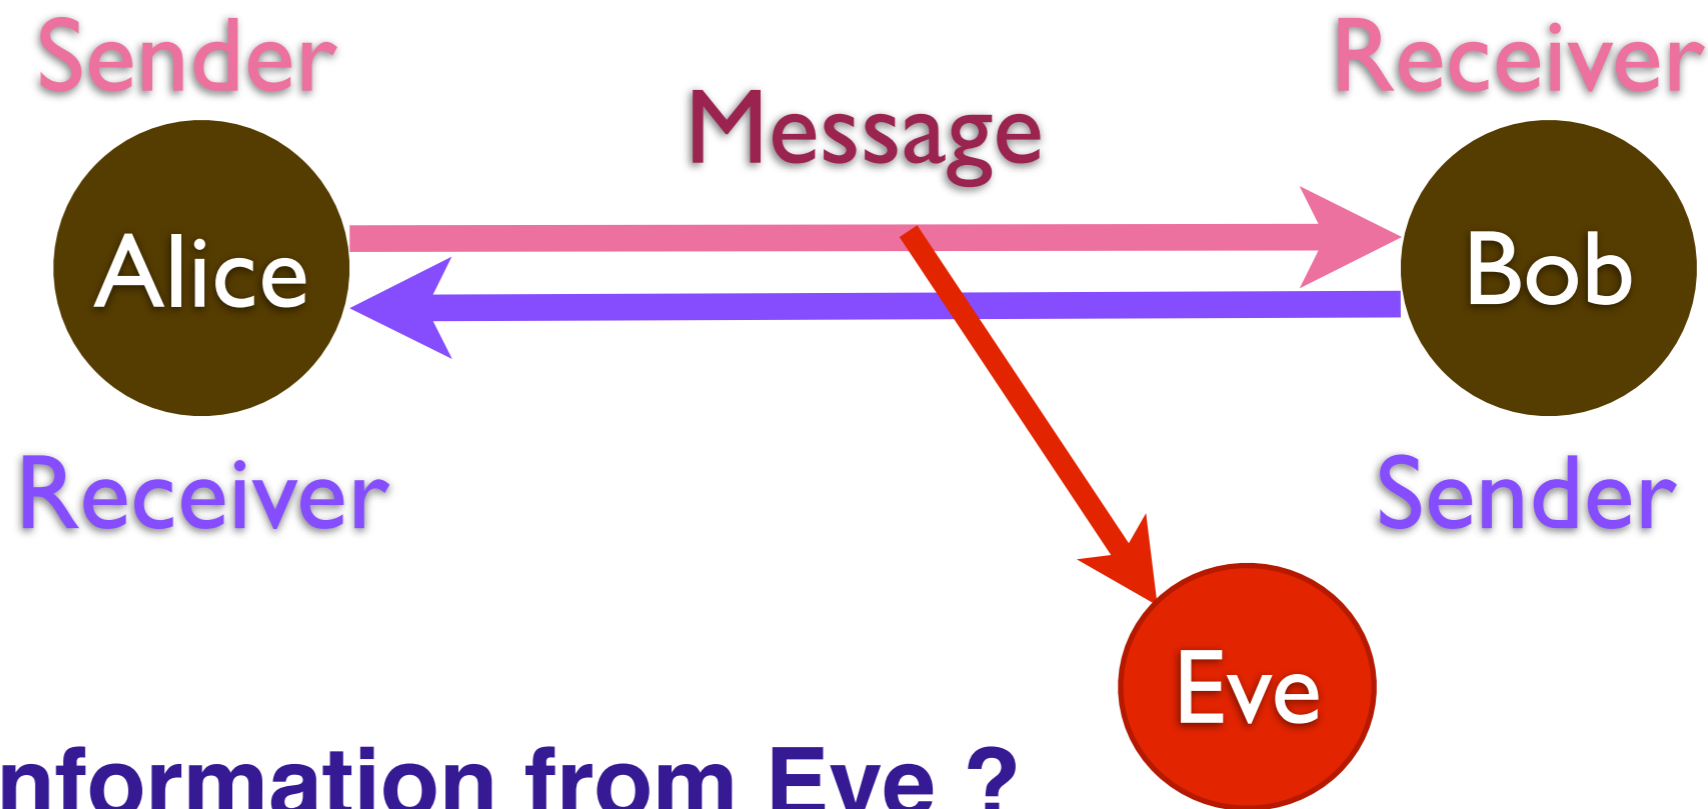 Sender
Receiver
Message
Alice
Bob
Receiver
Sender
Eve
nformation from Eve ?